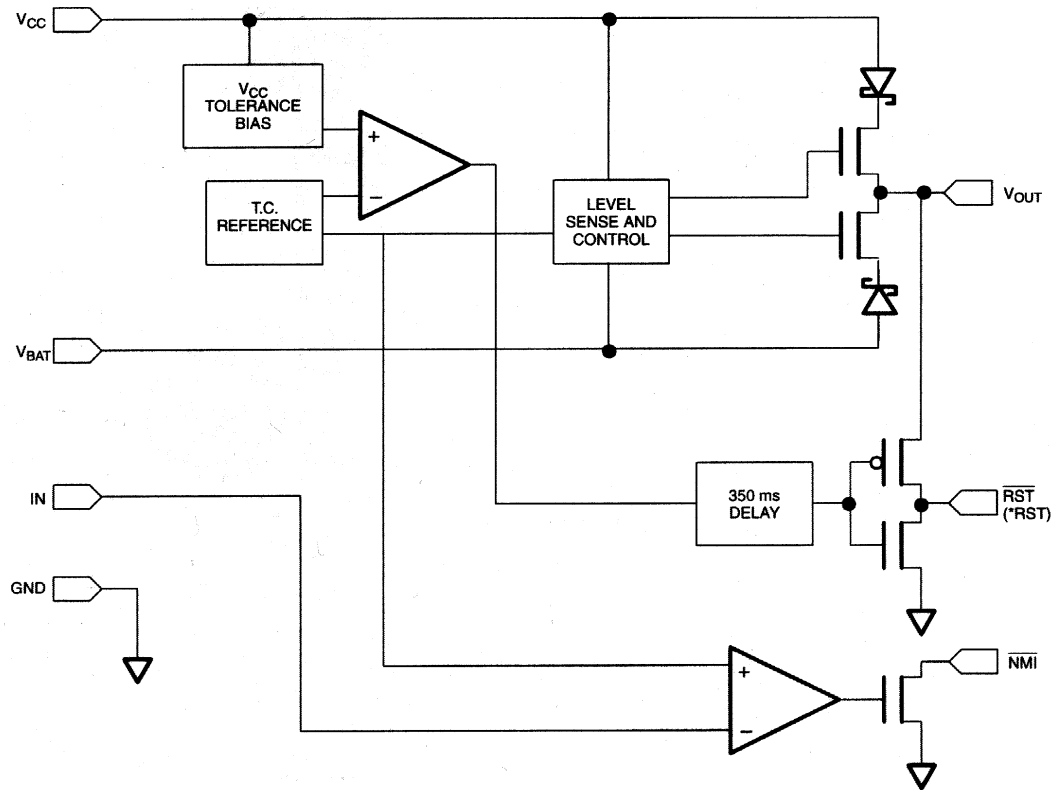 VCC
VCC
TOLERANCE
BIAS
+
−
T.C.
REFERENCE
LEVEL
SENSE AND
CONTROL
VOUT
VBAT
IN
350 ms
DELAY
RST
(*RST)
GND
+
−
NMI